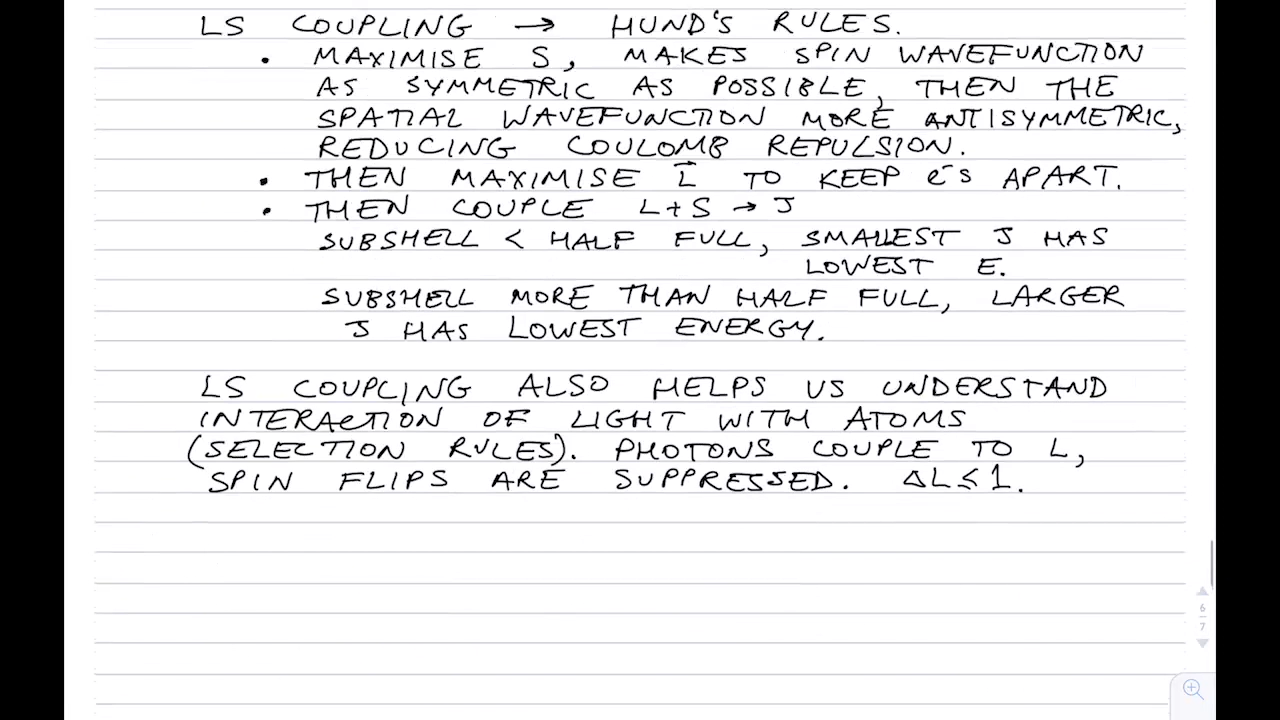 LS COUPLING → HUND'S RULES.
• MAXIMISE S, MAKES SPIN WAVEFUNCTION
AS SYMMETRIC AS POSSIBLE, THEN THE
SPATIAL WAVEFUNCTION MORE ANTISYMMETRIC,
REDUCING COULOMB REPULSION.
• THEN MAXIMISE L⃗ TO KEEP e⁻s APART.
• THEN COUPLE L+S → J
SUBSHELL < HALF FULL, SMALLEST J HAS
LOWEST E.
SUBSHELL MORE THAN HALF FULL, LARGER
J HAS LOWEST ENERGY.
LS COUPLING ALSO HELPS US UNDERSTAND
INTERACTION OF LIGHT WITH ATOMS
(SELECTION RULES). PHOTONS COUPLE TO L,
SPIN FLIPS ARE SUPPRESSED. ΔL≤1.
6
7